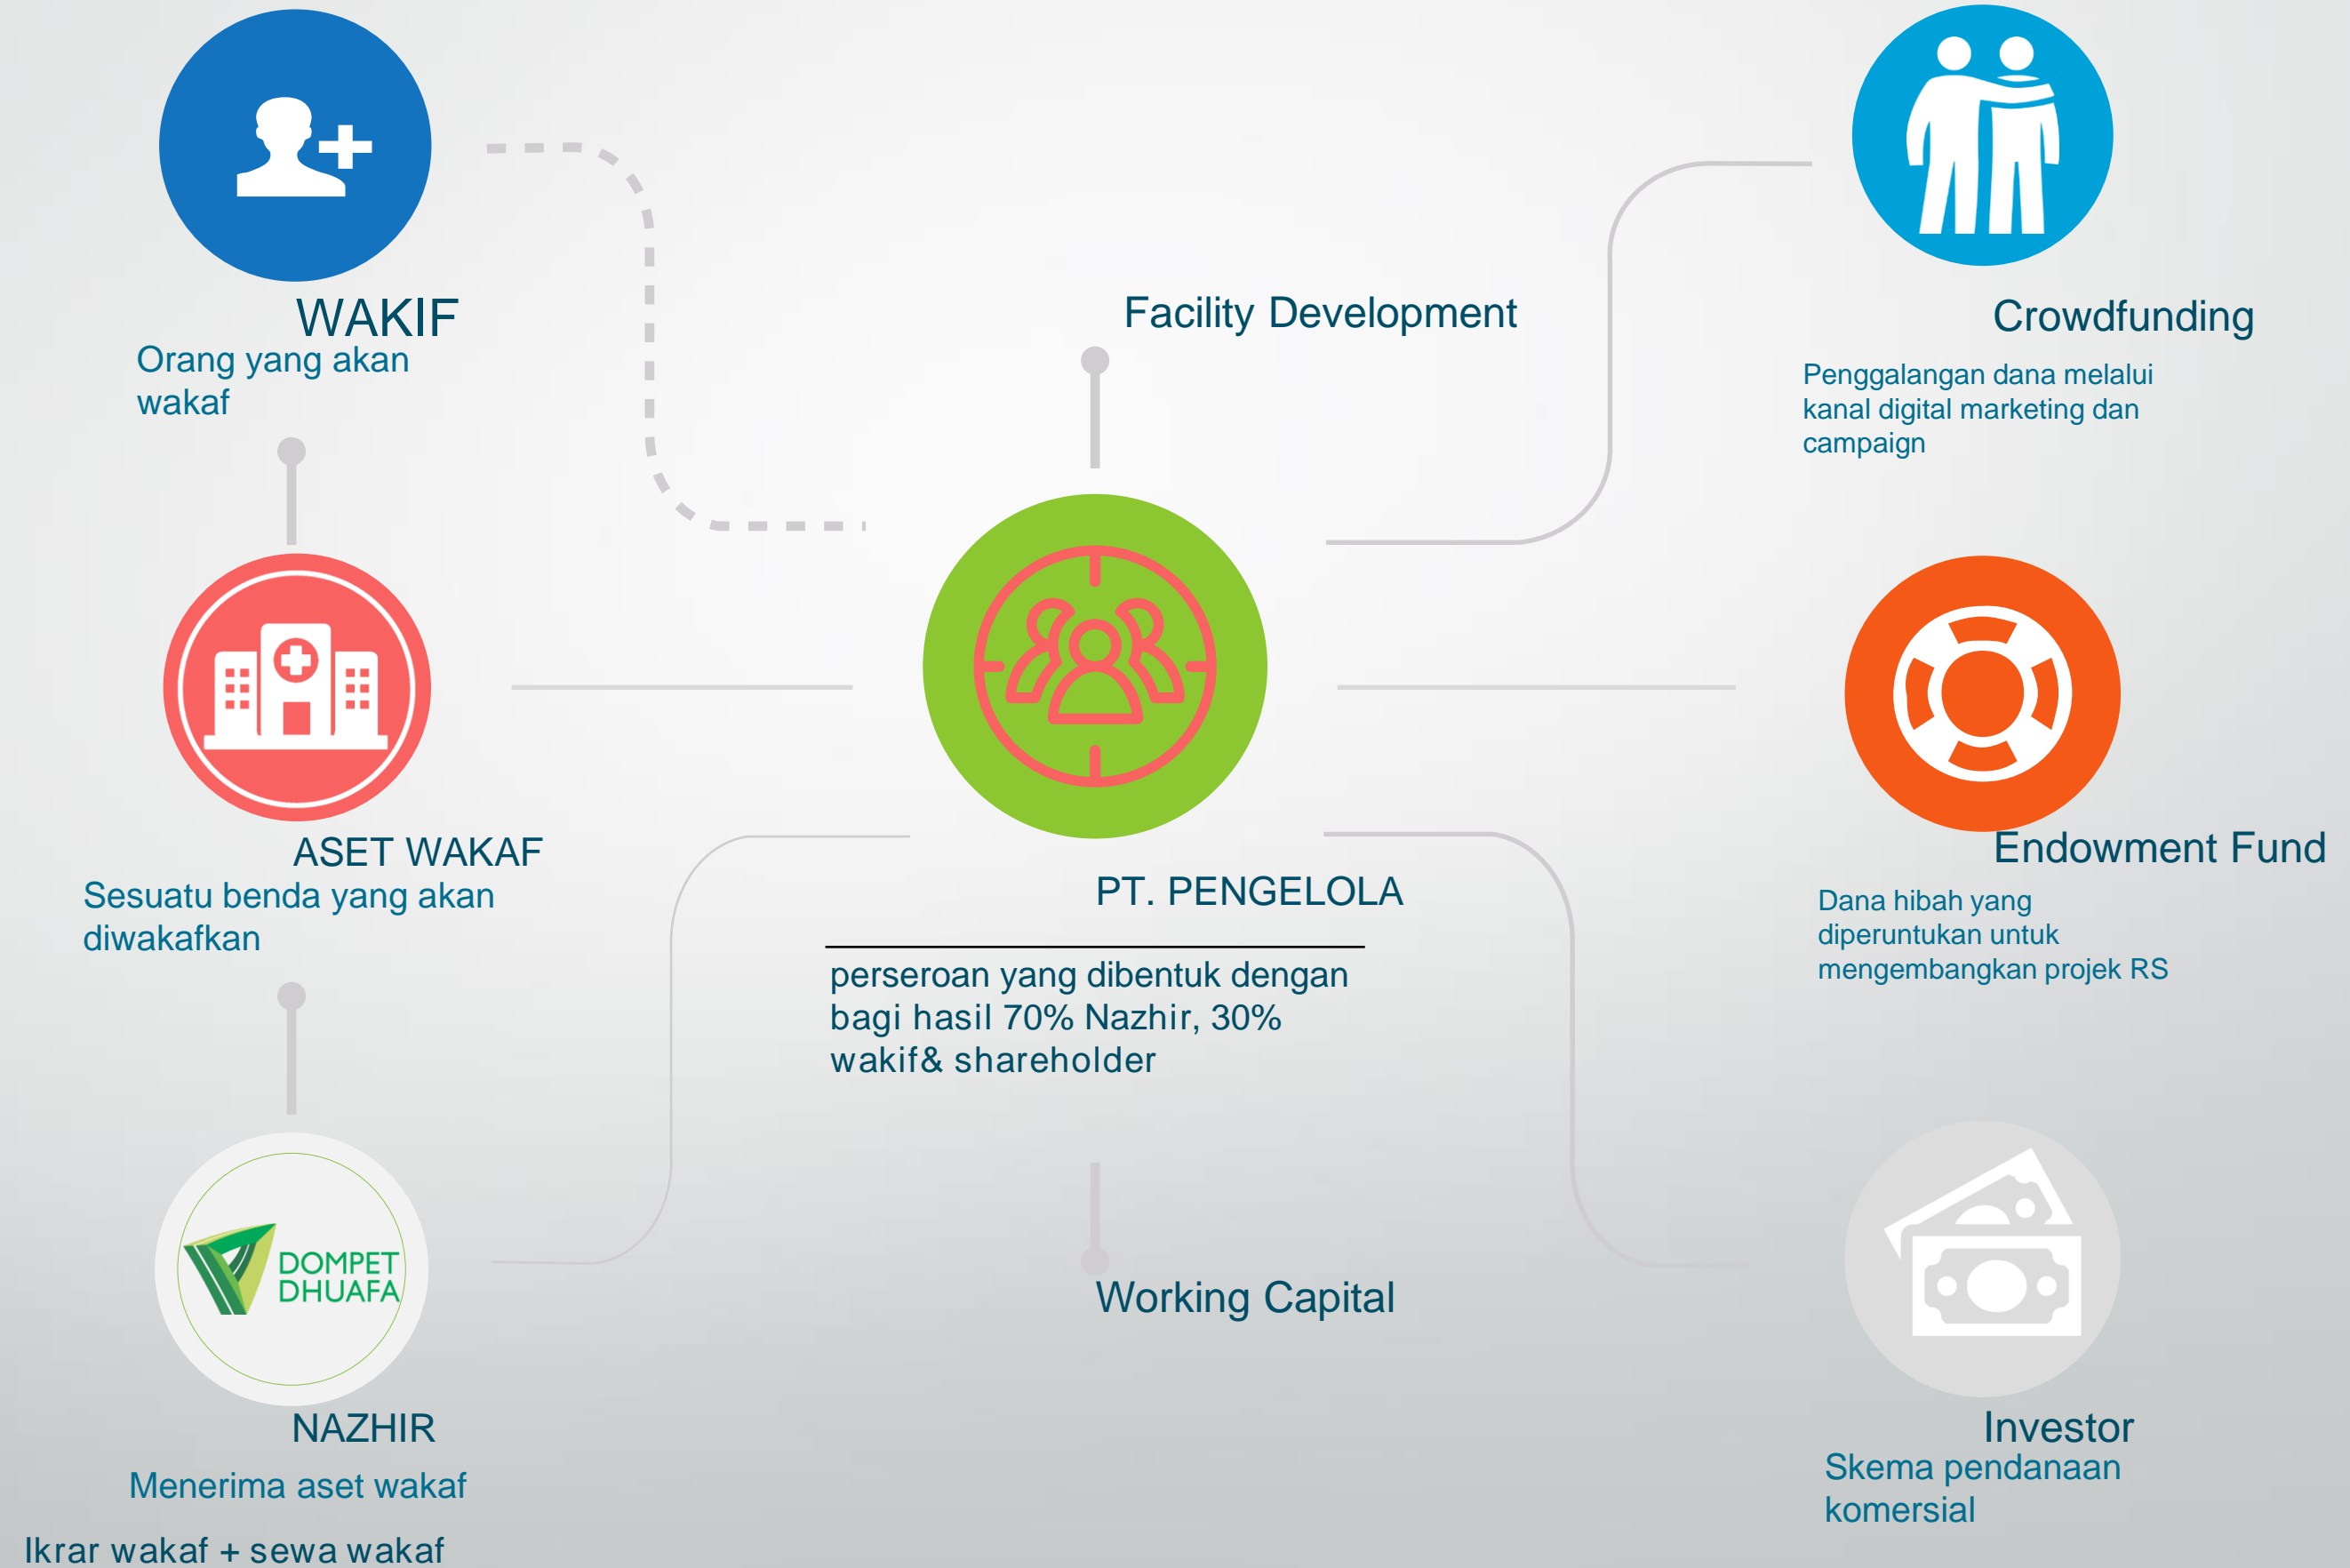 WAKIF
Orang yang akan
wakaf
ASET WAKAF
Sesuatu benda yang akan
diwakafkan
DOMPET
DHUAFA
NAZHIR
Menerima aset wakaf
Ikrar wakaf + sewa wakaf
Facility Development
PT. PENGELOLA
perseroan yang dibentuk dengan
bagi hasil 70% Nazhir, 30%
wakif& shareholder
Working Capital
Crowdfunding
Penggalangan dana melalui
kanal digital marketing dan
campaign
Endowment Fund
Dana hibah yang
diperuntukan untuk
mengembangkan projek RS
Investor
Skema pendanaan
komersial